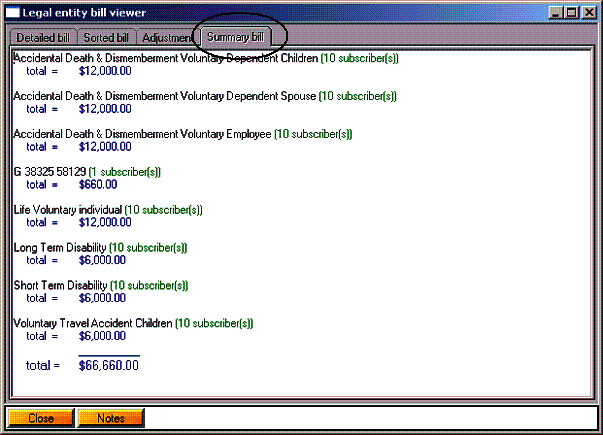 Legal entity bill viewer
Detailed bill Sorted bill Adjustment Summary bill
Accidental Death & Dismemberment Voluntary Dependent Children (10 subscriber(s))
total = $12,000.00
Accidental Death & Dismemberment Voluntary Dependent Spouse (10 subscriber(s))
total = $12,000.00
Accidental Death & Dismemberment Voluntary Employee (10 subscriber(s))
total = $12,000.00
G 38325 58129 (1 subscriber(s))
total = $660.00
Life Voluntary individual (10 subscriber(s))
total = $12,000.00
Long Term Disability (10 subscriber(s))
total = $6,000.00
Short Term Disability (10 subscriber(s))
total = $6,000.00
Voluntary Travel Accident Children (10 subscriber(s))
total = $6,000.00
total = $66,660.00
Close Notes